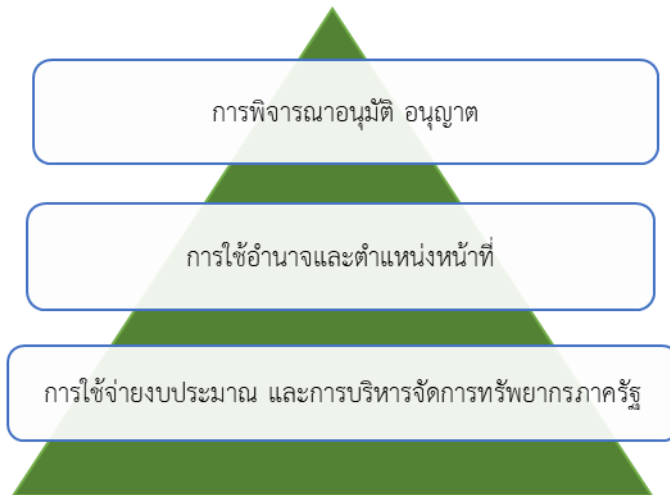 การพิจารณาอนุมัติ อนุญาต
การใช้อำนาจและตำแหน่งหน้าที่
การใช้จ่ายงบประมาณ และการบริหารจัดการทรัพยากรภาครัฐ